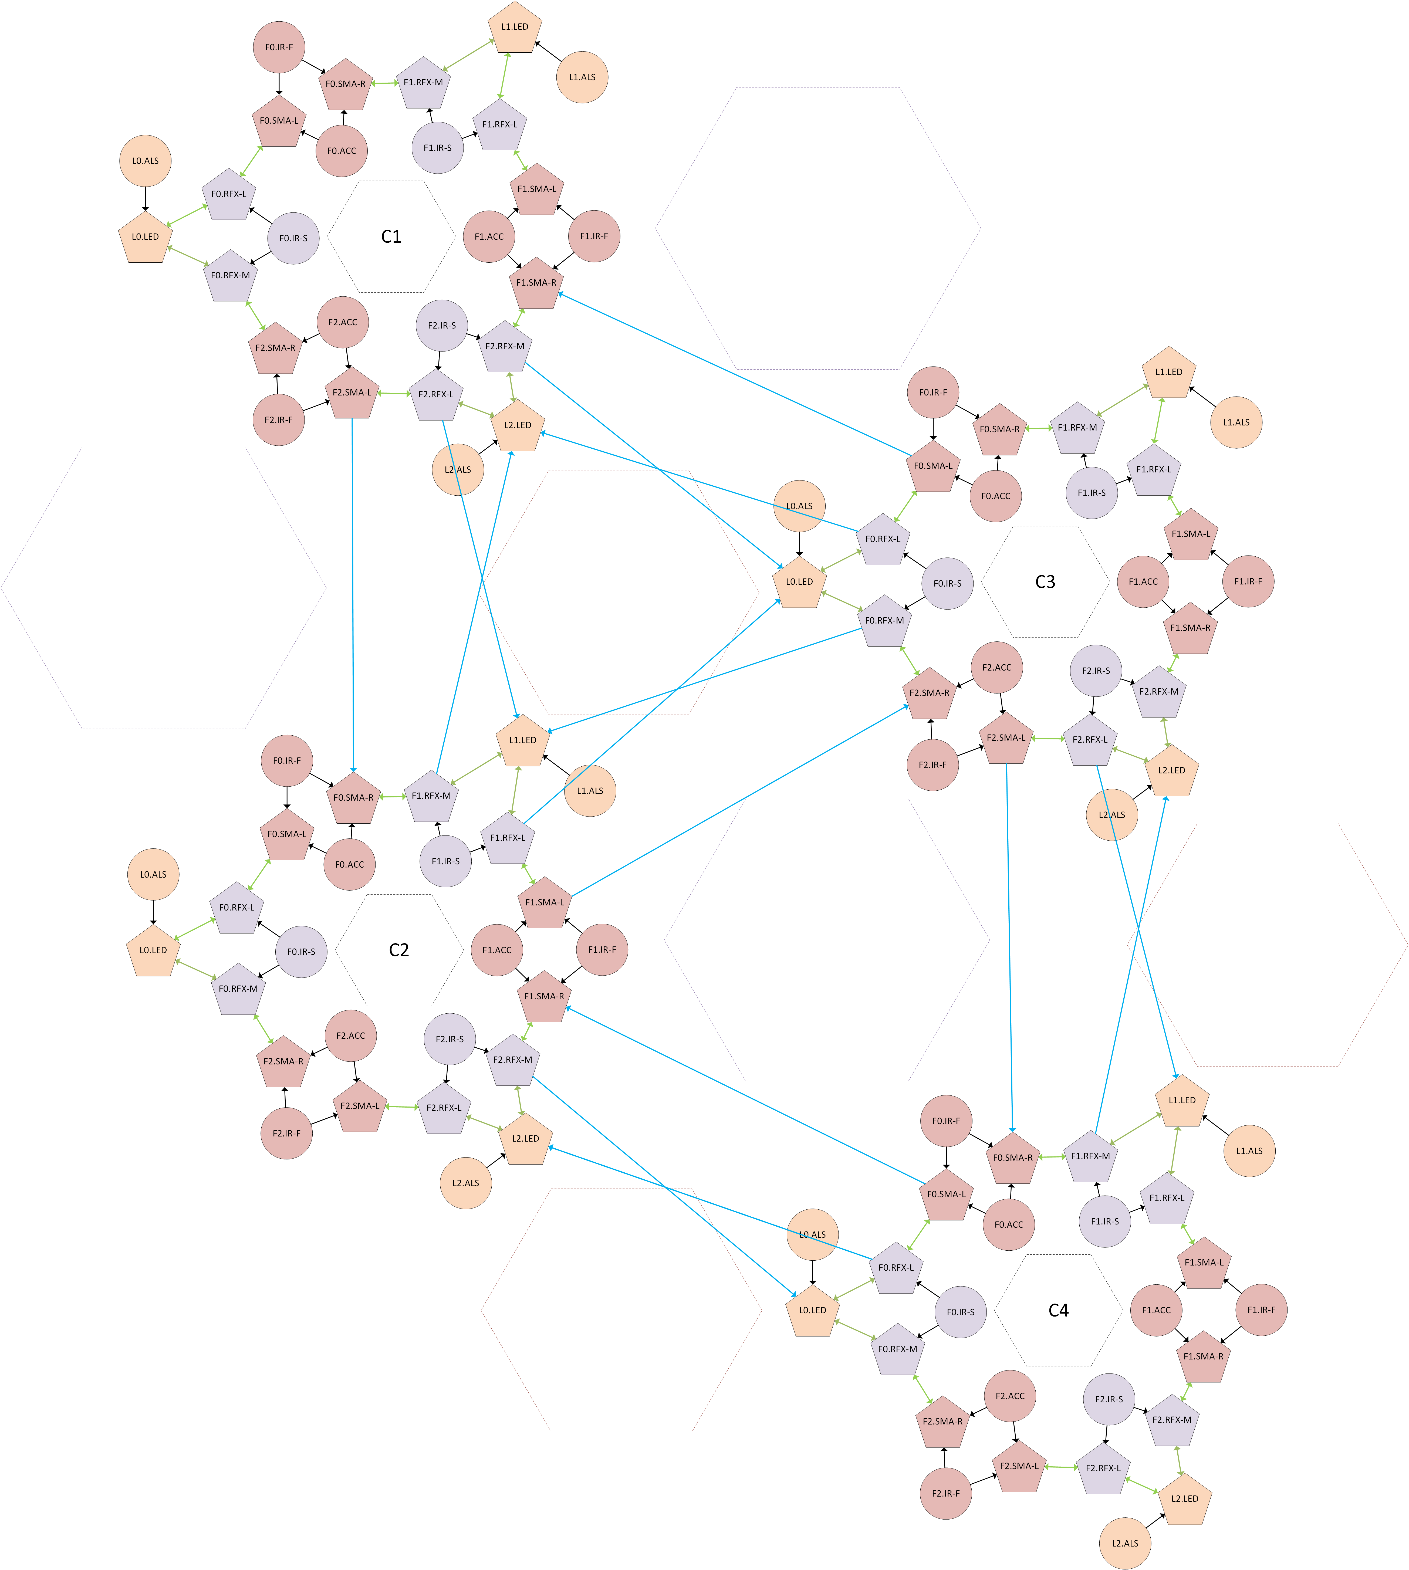 L1.LED
F0.IR-F
L1.ALS
F0.SMA-R
F1.RFX-M
F0.SMA-L
F1.RFX-L
F0.ACC
F1.IR-S
L0.ALS
F0.RFX-L
F1.SMA-L
L0.LED
F0.IR-S
C1
F1.ACC
F1.IR-F
F0.RFX-M
F1.SMA-R
F2.ACC
F2.IR-S
F2.SMA-R
F2.RFX-M
F2.SMA-L
F2.RFX-L
F2.IR-F
L2.LED
L2.ALS
L1.LED
F0.IR-F
L1.ALS
F0.SMA-R
F1.RFX-M
F0.SMA-L
F1.RFX-L
F0.ACC
F1.IR-S
L0.ALS
F0.RFX-L
F1.SMA-L
L0.LED
F0.IR-S
C3
F1.ACC
F1.IR-F
F0.RFX-M
F1.SMA-R
F2.ACC
F2.IR-S
F2.SMA-R
F2.RFX-M
F2.SMA-L
F2.RFX-L
F2.IR-F
L2.LED
L2.ALS
L1.LED
F0.IR-F
L1.ALS
F0.SMA-R
F1.RFX-M
F0.SMA-L
F1.RFX-L
F0.ACC
F1.IR-S
L0.ALS
F0.RFX-L
F1.SMA-L
L0.LED
F0.IR-S
C2
F1.ACC
F1.IR-F
F0.RFX-M
F1.SMA-R
F2.ACC
F2.IR-S
F2.SMA-R
F2.RFX-M
F2.SMA-L
F2.RFX-L
F2.IR-F
L2.LED
L2.ALS
L1.LED
F0.IR-F
L1.ALS
F0.SMA-R
F1.RFX-M
F0.SMA-L
F1.RFX-L
F0.ACC
F1.IR-S
L0.ALS
F0.RFX-L
F1.SMA-L
L0.LED
F0.IR-S
C4
F1.ACC
F1.IR-F
F0.RFX-M
F1.SMA-R
F2.ACC
F2.IR-S
F2.SMA-R
F2.RFX-M
F2.SMA-L
F2.RFX-L
F2.IR-F
L2.LED
L2.ALS